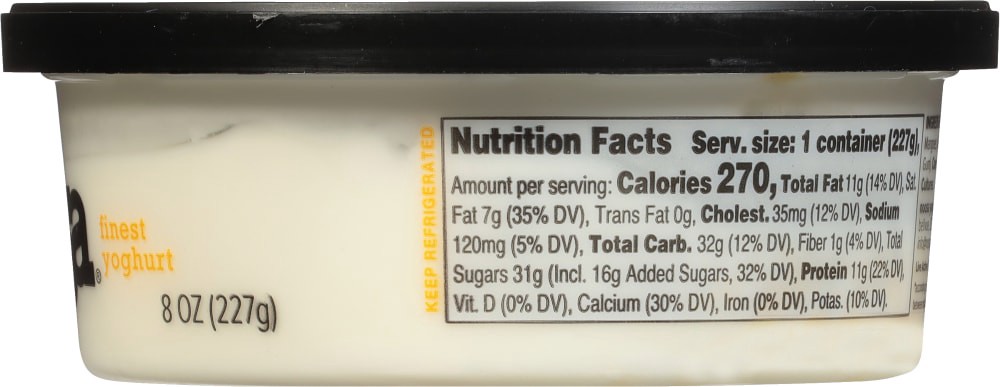 a®
finest
yoghurt
8 OZ (227g)
KEEP REFRIGERATED
Nutrition Facts Serv. size: 1 container (227g),
Amount per serving: Calories 270, Total Fat 11g (14% DV), Sat.
Fat 7g (35% DV), Trans Fat 0g, Cholest. 35mg (12% DV), Sodium
120mg (5% DV), Total Carb. 32g (12% DV), Fiber 1g (4% DV), Total
Sugars 31g (Incl. 16g Added Sugars, 32% DV), Protein 11g (22% DV),
Vit. D (0% DV), Calcium (30% DV), Iron (0% DV), Potas. (10% DV).